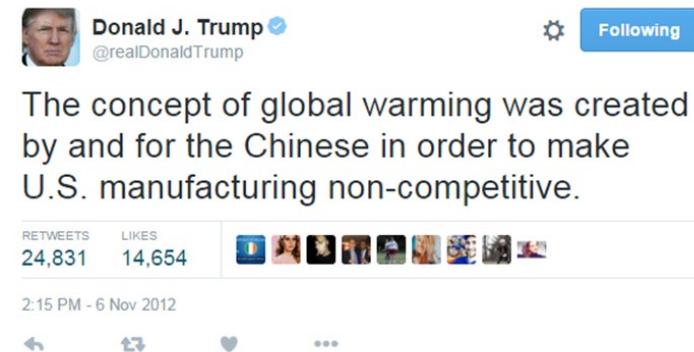 Donald J. Trump
@realDonaldTrump
Following
The concept of global warming was created
by and for the Chinese in order to make
U.S. manufacturing non-competitive.
RETWEETS LIKES
24,831 14,654
2:15 PM - 6 Nov 2012